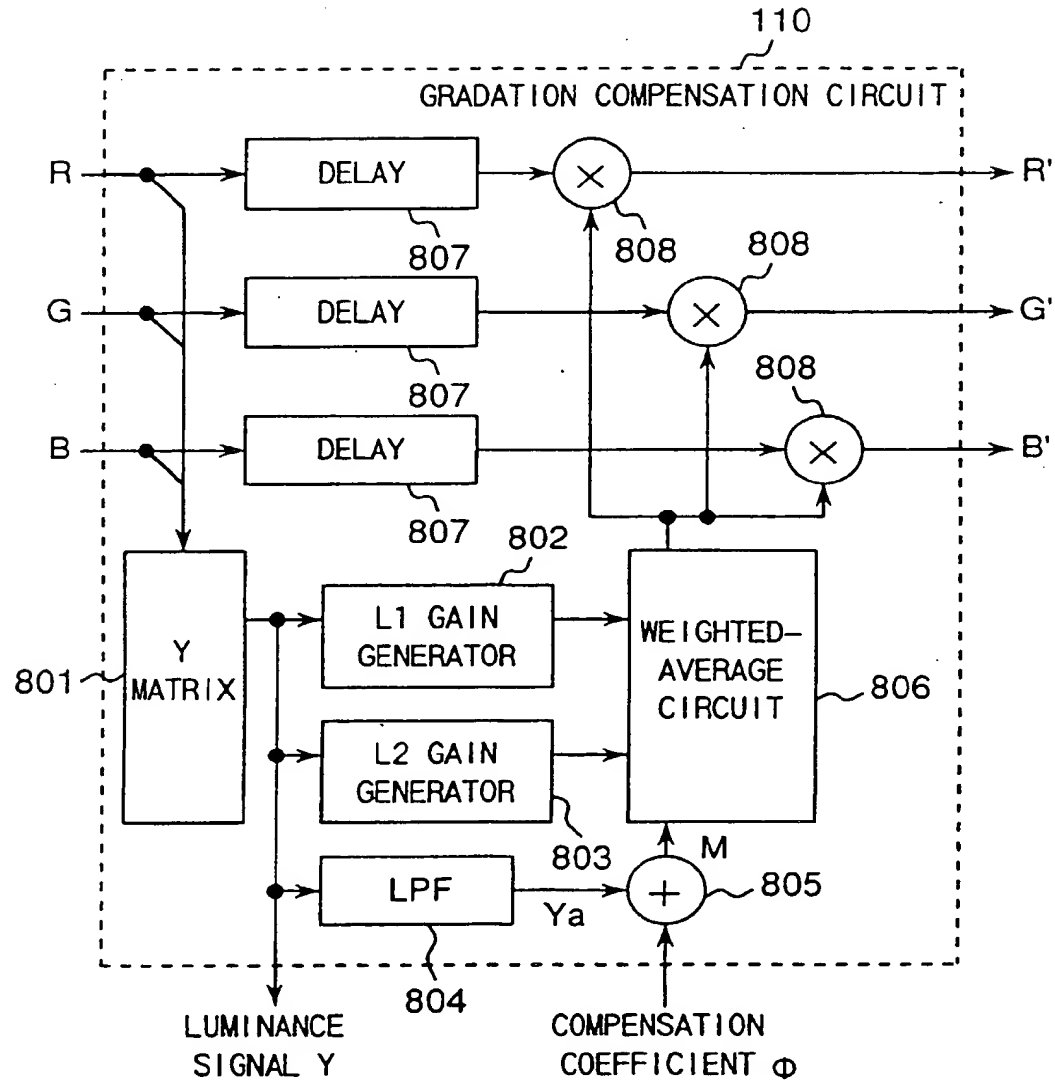 110
GRADATION COMPENSATION CIRCUIT
R
DELAY
×
R'
807
808
G
DELAY
×
808
G'
807
B
DELAY
×
808
B'
807
802
801
Y
MATRIX
L1 GAIN
GENERATOR
WEIGHTED-
AVERAGE
CIRCUIT
806
L2 GAIN
GENERATOR
803
M
LPF
Ya
+
805
804
LUMINANCE
SIGNAL Y
COMPENSATION
COEFFICIENT Φ